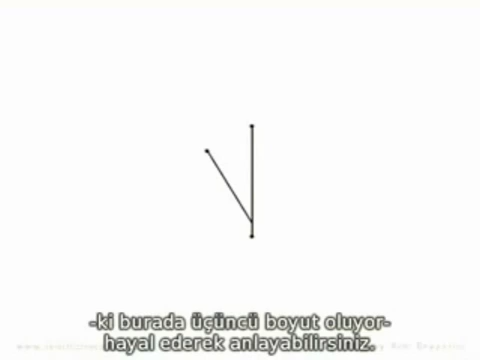 -ki burada üçüncü boyut oluyor-
hayal ederek anlayabilirsiniz.